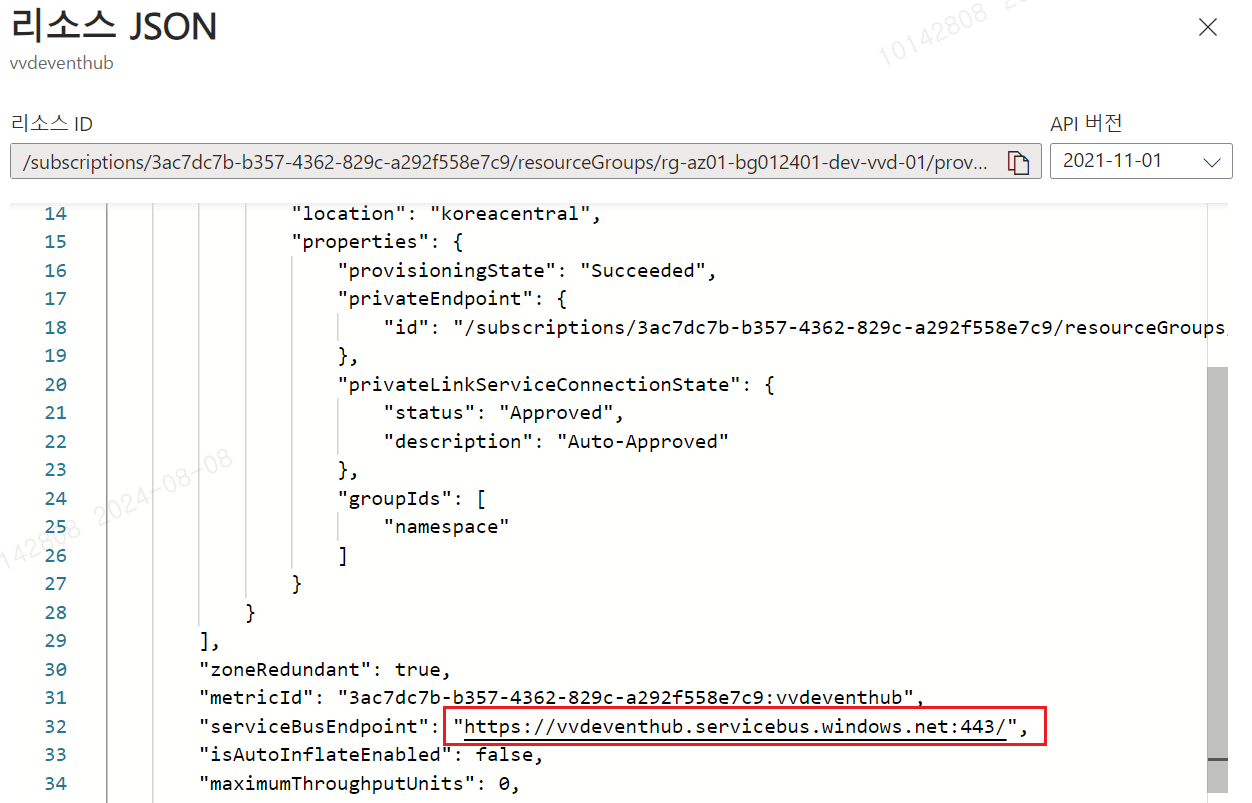 리소스 JSON
vvdeventhub
10142808
리소스 ID
API 버전
/subscriptions/3ac7dc7b-b357-4362-829c-a292f558e7c9/resourceGroups/rg-az01-bg012401-dev-vvd-01/prov...
2021-11-01
14 "location": "koreacentral",
15 "properties": {
16 "provisioningState": "Succeeded",
17 "privateEndpoint": {
18 "id": "/subscriptions/3ac7dc7b-b357-4362-829c-a292f558e7c9/resourceGroups
19 },
20 "privateLinkServiceConnectionState": {
21 "status": "Approved",
22 "description": "Auto-Approved"
23 },
24 "groupIds": [
25 "namespace"
26 ]
27 }
28 }
29 ],
30 "zoneRedundant": true,
31 "metricId": "3ac7dc7b-b357-4362-829c-a292f558e7c9:vvdeventhub",
32 "serviceBusEndpoint": "https://vvdeventhub.servicebus.windows.net:443/",
33 "isAutoInflateEnabled": false,
34 "maximumThroughputUnits": 0,
142808 2024-08-08